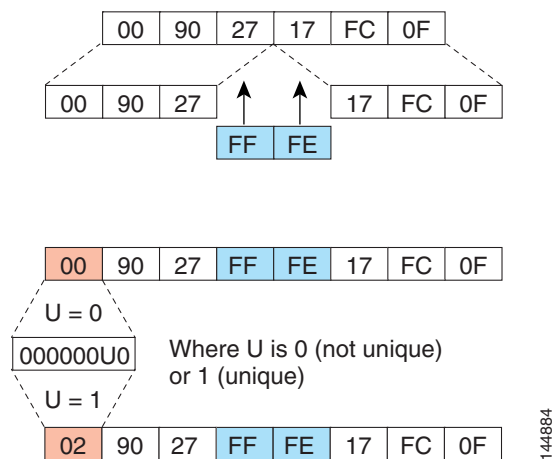 00 90 27 17 FC 0F
00 90 27 17 FC 0F
FF FE
00 90 27 FF FE 17 FC 0F
U = 0
000000U0 Where U is 0 (not unique)
or 1 (unique)
U = 1
02 90 27 FF FE 17 FC 0F
144884